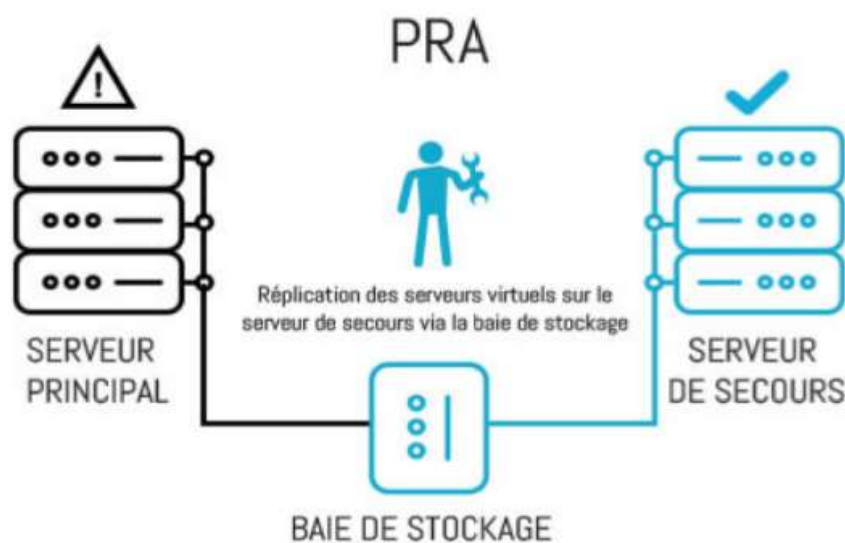 PRA
Réplication des serveurs virtuels sur le
serveur de secours via la baie de stockage
SERVEUR
PRINCIPAL
SERVEUR
DE SECOURS
BAIE DE STOCKAGE